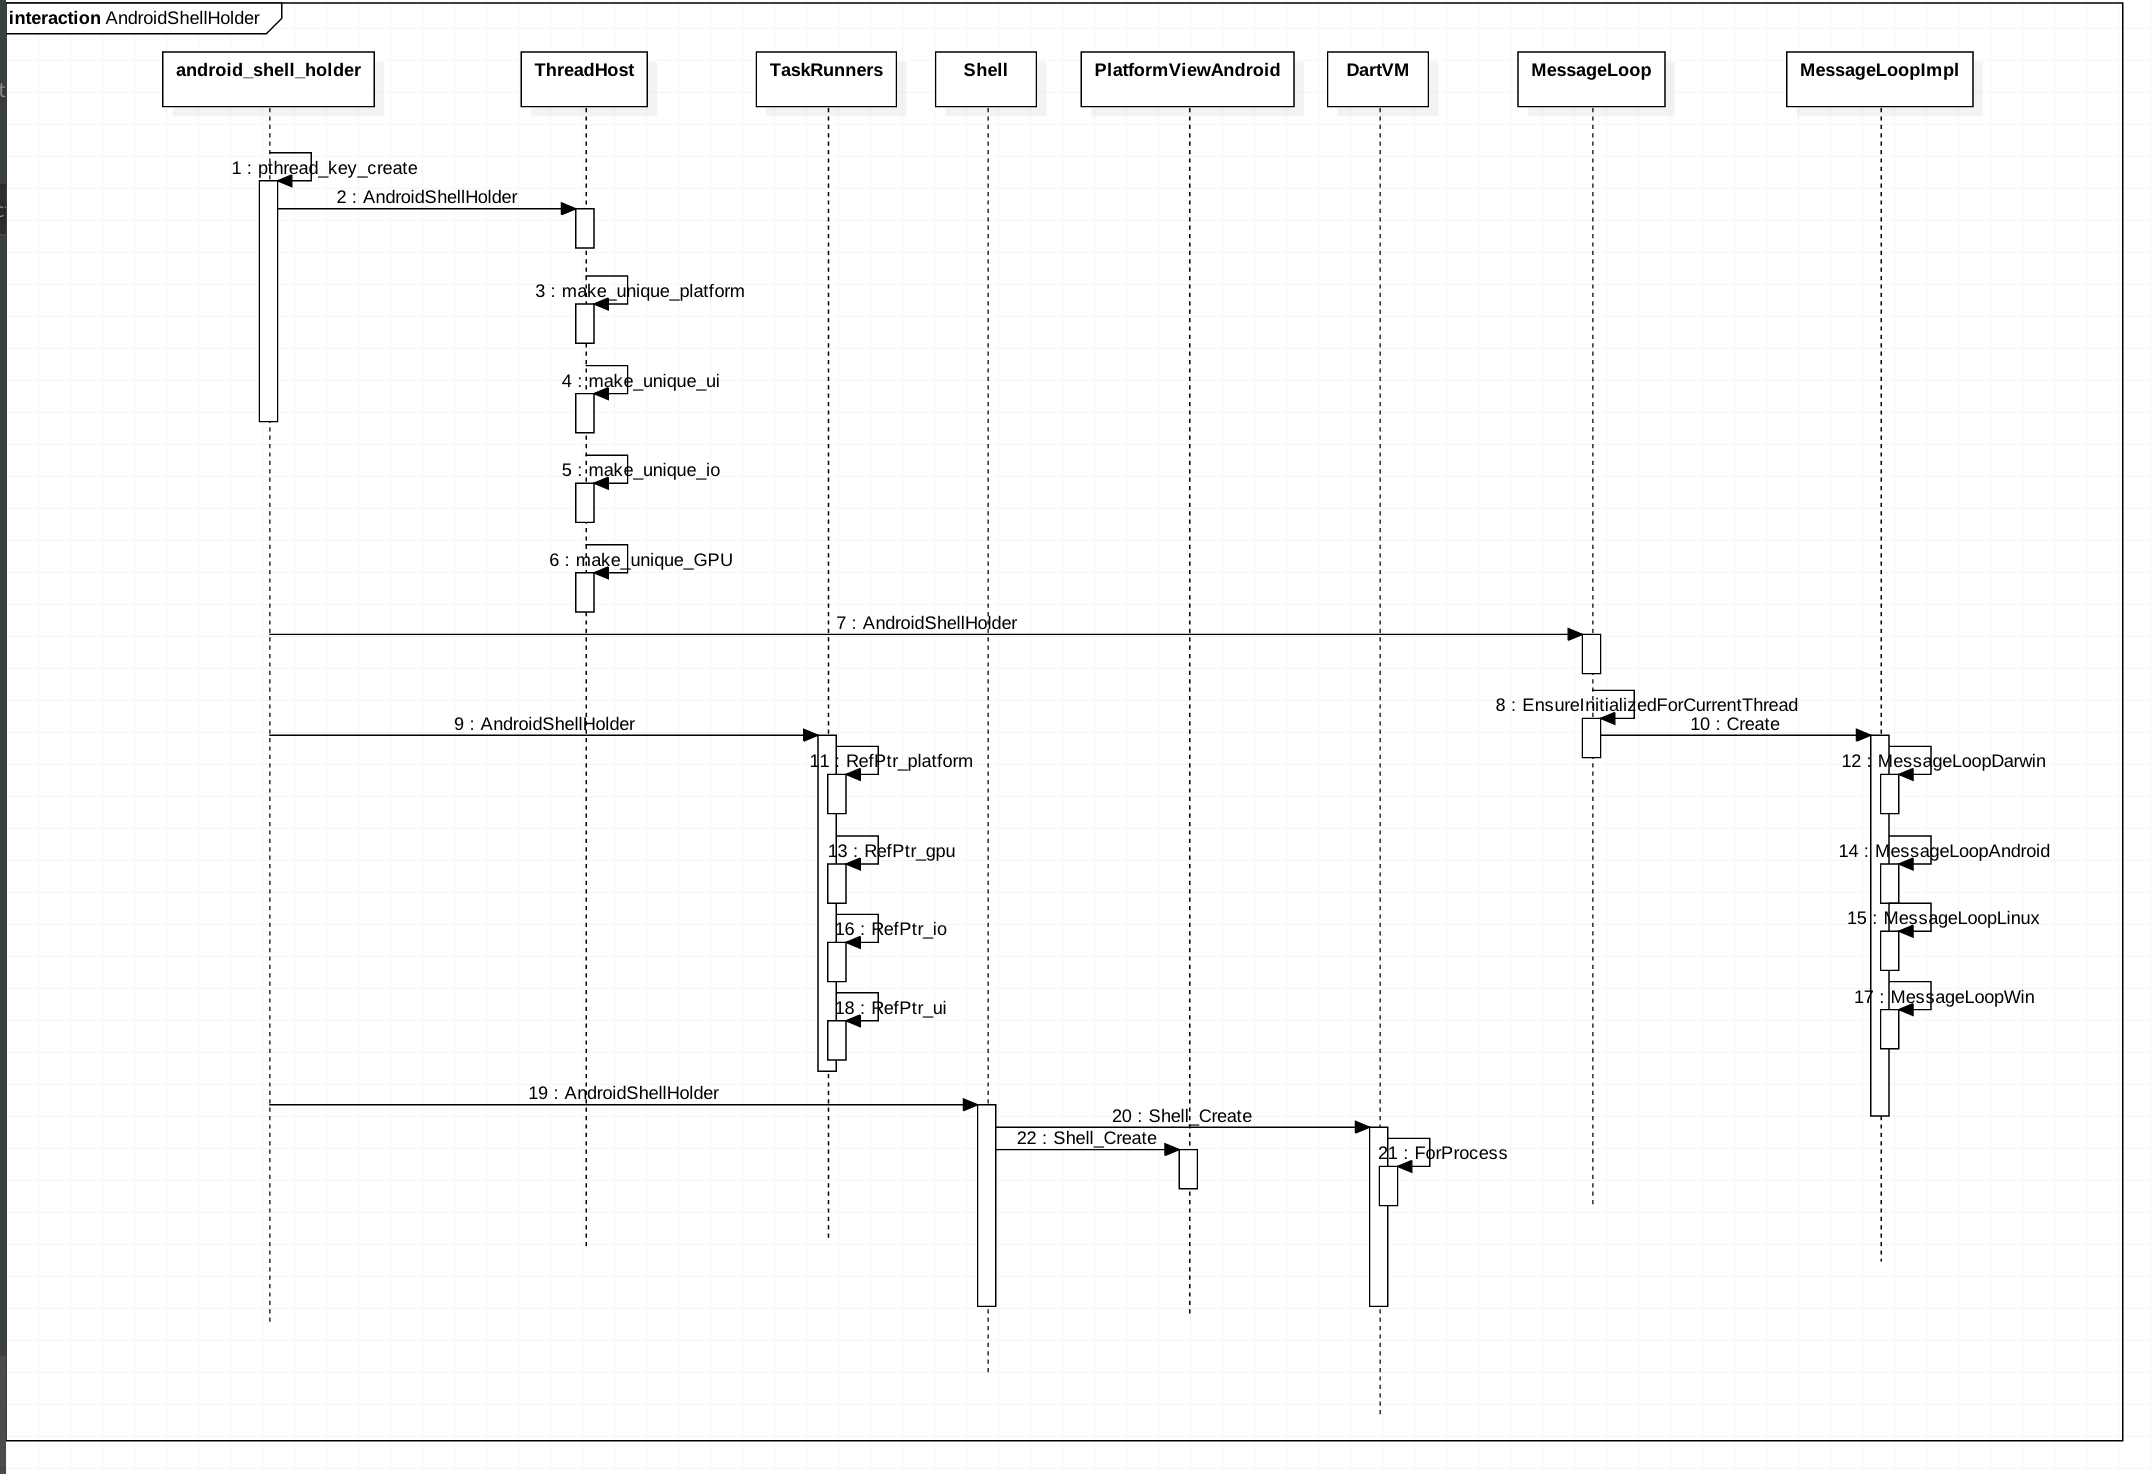 interaction AndroidShellHolder
android_shell_holder
ThreadHost
TaskRunners
Shell
PlatformViewAndroid
DartVM
MessageLoop
MessageLoopImpl
1 : pthread_key_create
2 : AndroidShellHolder
3 : make_unique_platform
4 : make_unique_ui
5 : make_unique_io
6 : make_unique_GPU
7 : AndroidShellHolder
8 : EnsureInitializedForCurrentThread
9 : AndroidShellHolder
10 : Create
11 : RefPtr_platform
12 : MessageLoopDarwin
13 : RefPtr_gpu
14 : MessageLoopAndroid
15 : MessageLoopLinux
16 : RefPtr_io
17 : MessageLoopWin
18 : RefPtr_ui
19 : AndroidShellHolder
20 : Shell_Create
22 : Shell_Create
21 : ForProcess